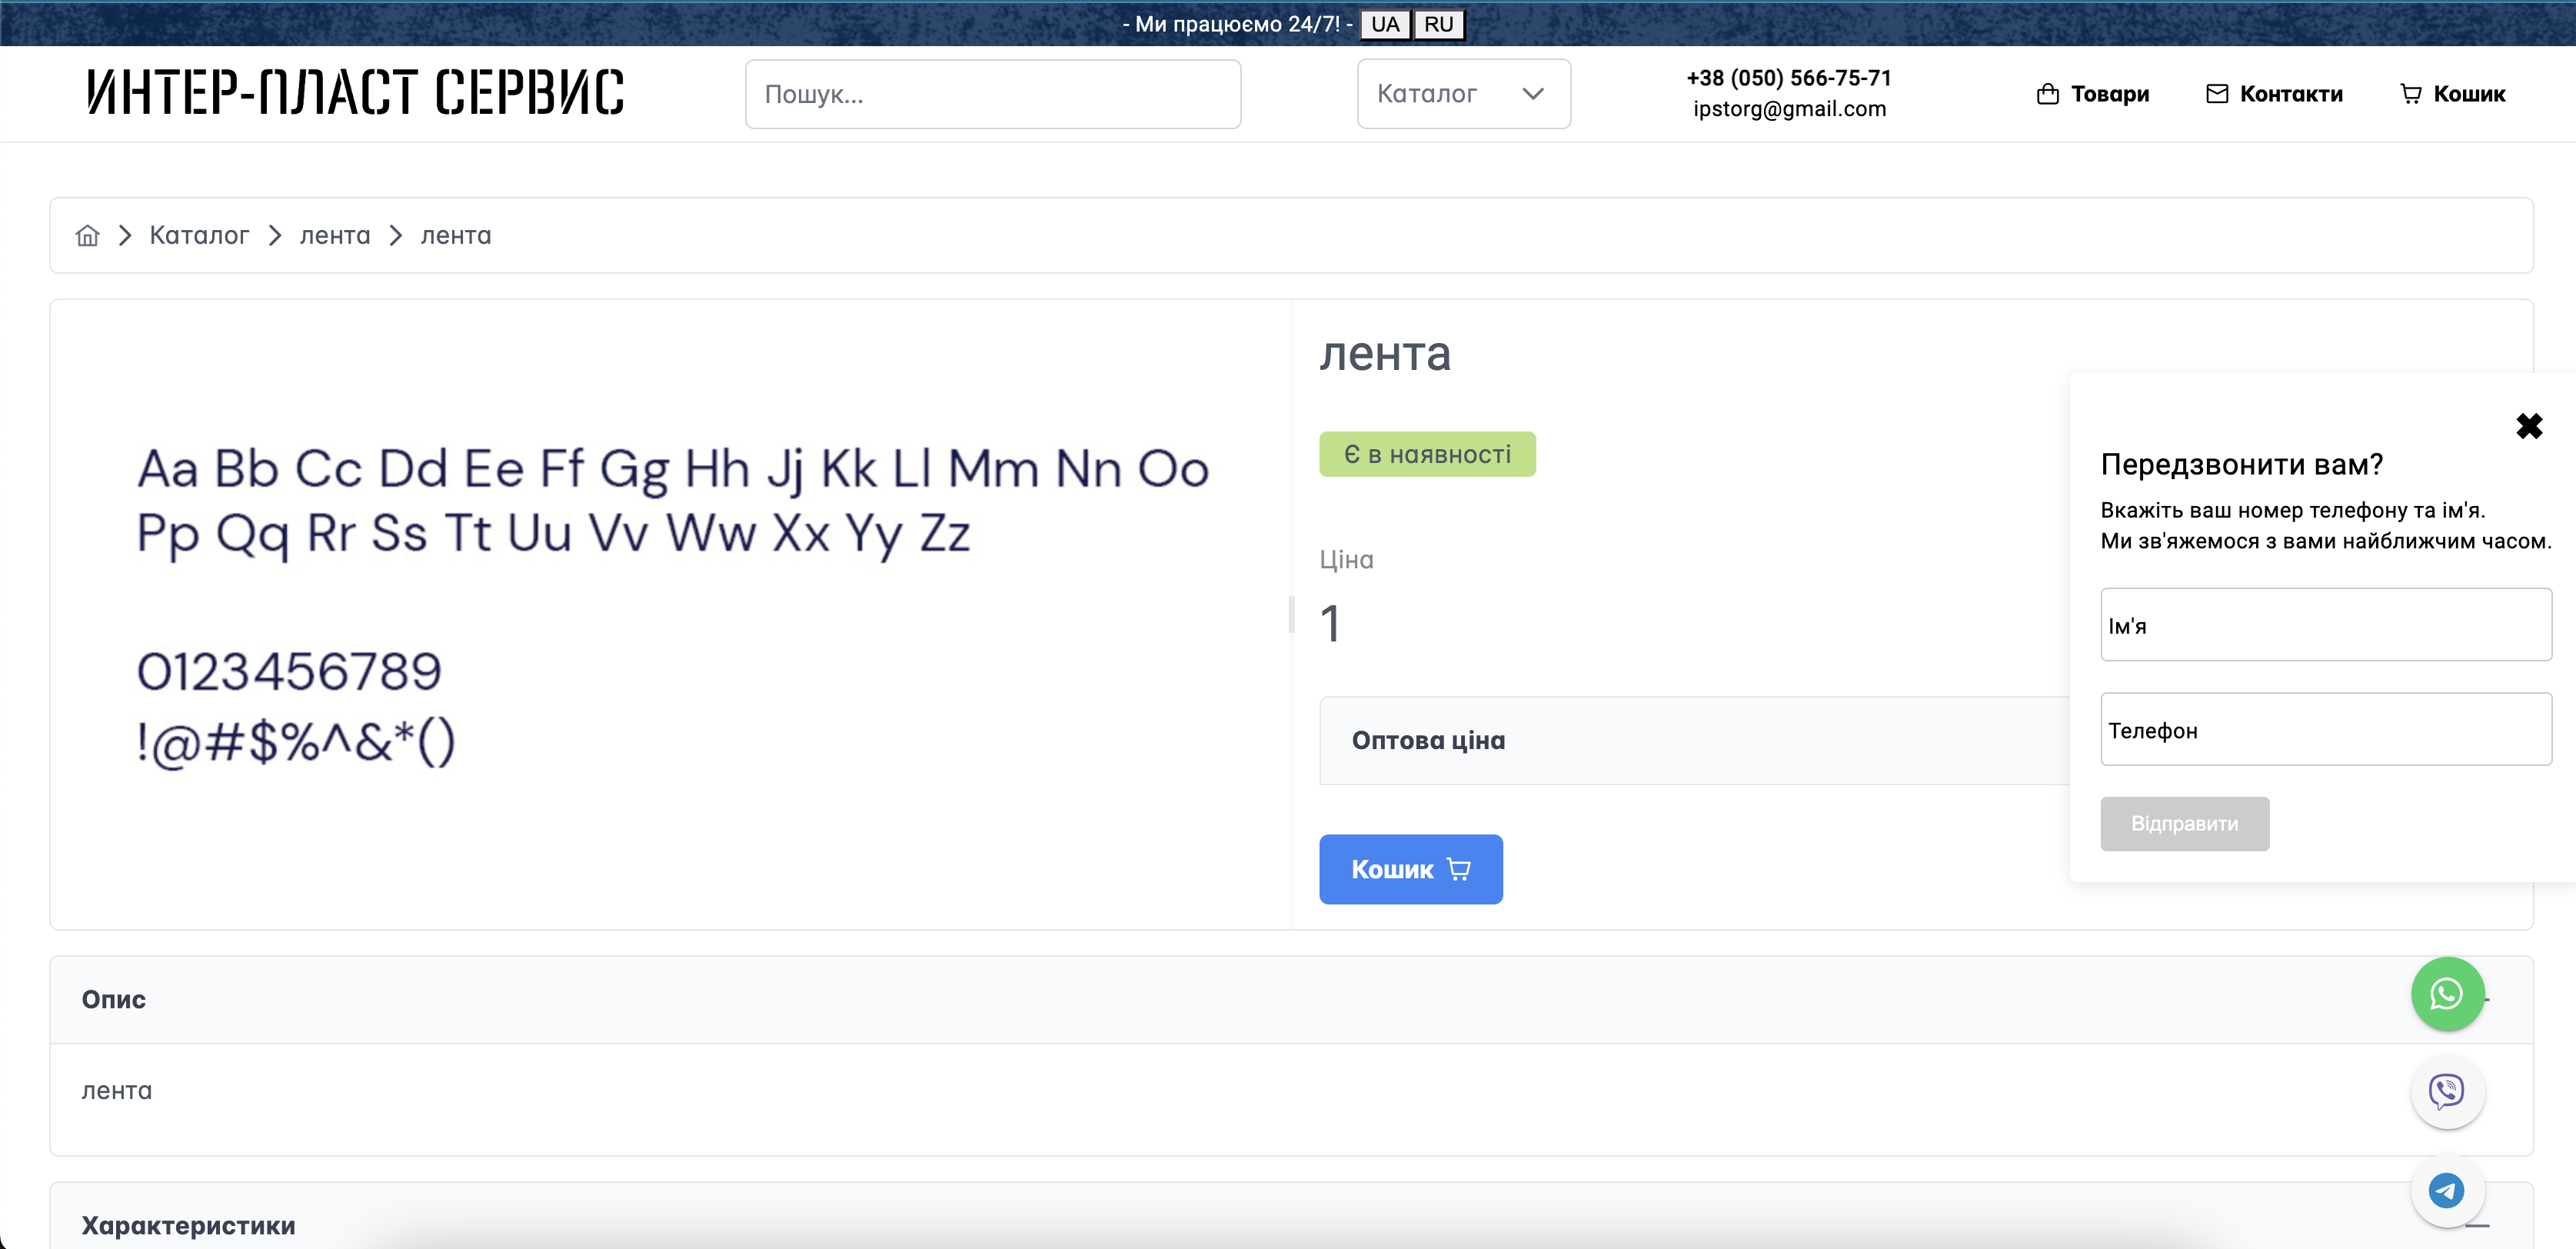 - Ми працюємо 24/7! - UA RU
ИНТЕР-ПЛАСТ СЕРВИС
Пошук...
Каталог
+38 (050) 566-75-71
ipstorg@gmail.com
Товари
Контакти
Кошик
Каталог > лента > лента
Aa Bb Cc Dd Ee Ff Gg Hh Jj Kk Ll Mm Nn Oo
Pp Qq Rr Ss Tt Uu Vv Ww Xx Yy Zz
0123456789
!@#$%^&*()
лента
Є в наявності
Ціна
1
Оптова ціна
Кошик
Передзвонити вам?
Вкажіть ваш номер телефону та ім'я.
Ми зв'яжемося з вами найближчим часом.
Ім'я
Телефон
Відправити
Опис
лента
Характеристики